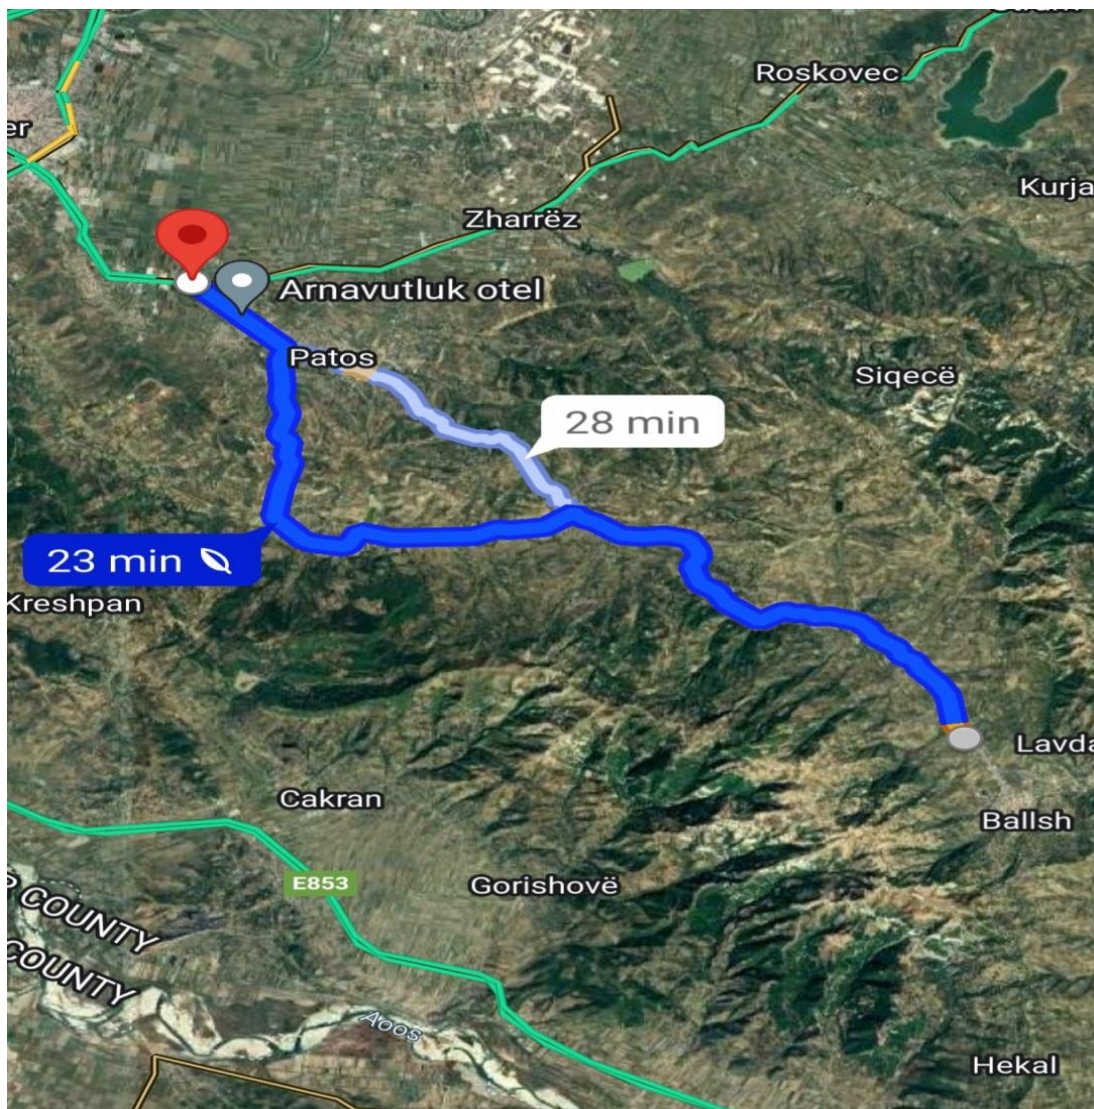 Roskovec
er
Kurja
Zharrëz
Arnavutluk otel
Patos
Siqecë
28 min
23 min
Kreshpan
Lavda
Cakran
Ballsh
E853
Gorishovë
COUNTY
COUNTY
Aoos
Hekal